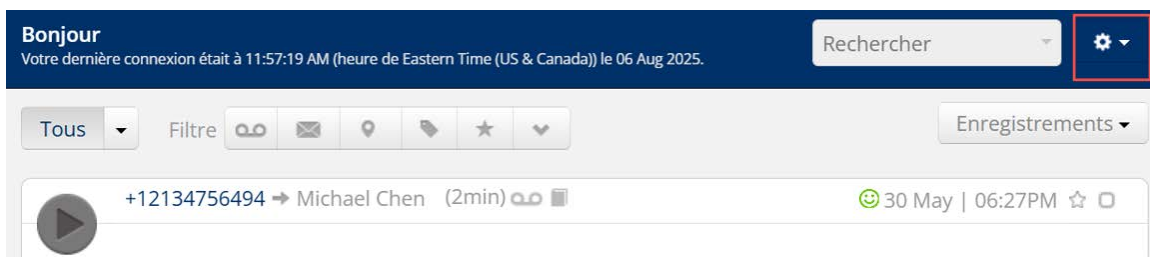 Bonjour
Votre dernière connexion était à 11:57:19 AM (heure de Eastern Time (US & Canada)) le 06 Aug 2025.
Rechercher
Tous
Filtre
Enregistrements
+12134756494 → Michael Chen (2min)
30 May | 06:27PM